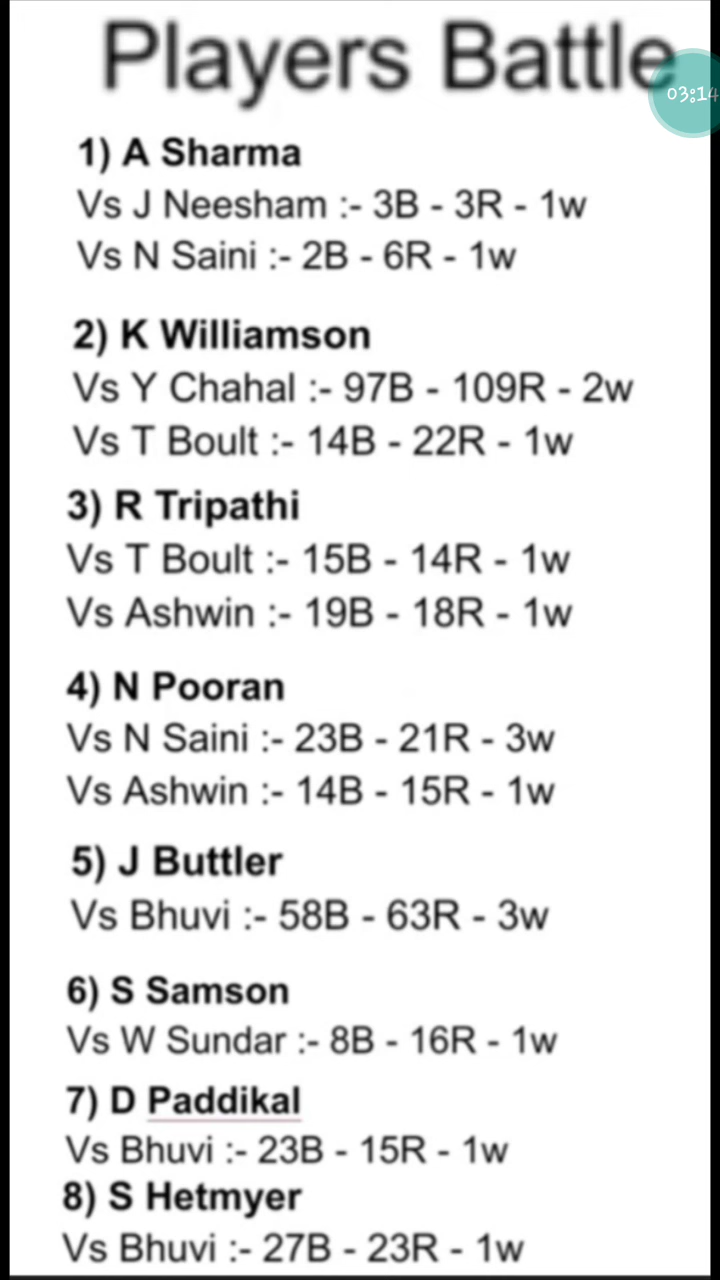 Players Battle
03:14
1) A Sharma
Vs J Neesham :- 3B - 3R - 1w
Vs N Saini :- 2B - 6R - 1w
2) K Williamson
Vs Y Chahal :- 97B - 109R - 2w
Vs T Boult :- 14B - 22R - 1w
3) R Tripathi
Vs T Boult :- 15B - 14R - 1w
Vs Ashwin :- 19B - 18R - 1w
4) N Pooran
Vs N Saini :- 23B - 21R - 3w
Vs Ashwin :- 14B - 15R - 1w
5) J Buttler
Vs Bhuvi :- 58B - 63R - 3w
6) S Samson
Vs W Sundar :- 8B - 16R - 1w
7) D Paddikal
Vs Bhuvi :- 23B - 15R - 1w
8) S Hetmyer
Vs Bhuvi :- 27B - 23R - 1w